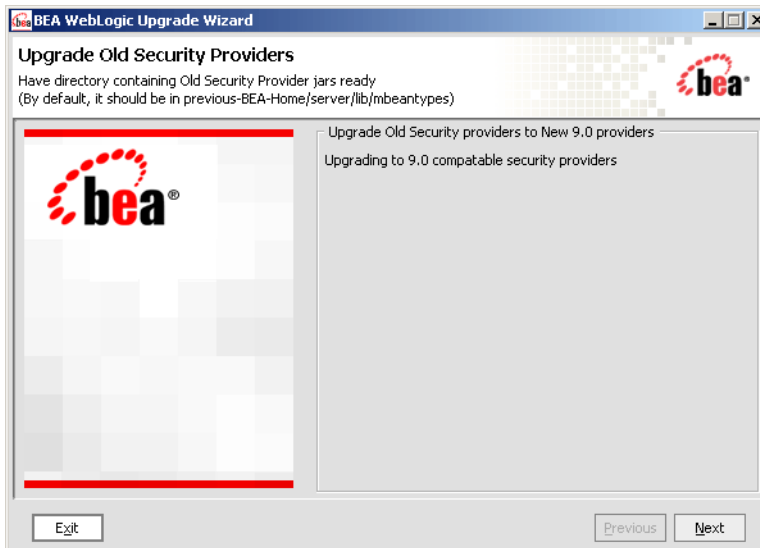 bea BEA WebLogic Upgrade Wizard
Upgrade Old Security Providers
Have directory containing Old Security Provider jars ready
(By default, it should be in previous-BEA-Home/server/lib/mbeantypes)
bea
Upgrade Old Security providers to New 9.0 providers
Upgrading to 9.0 compatable security providers
bea®
Exit
Previous
Next